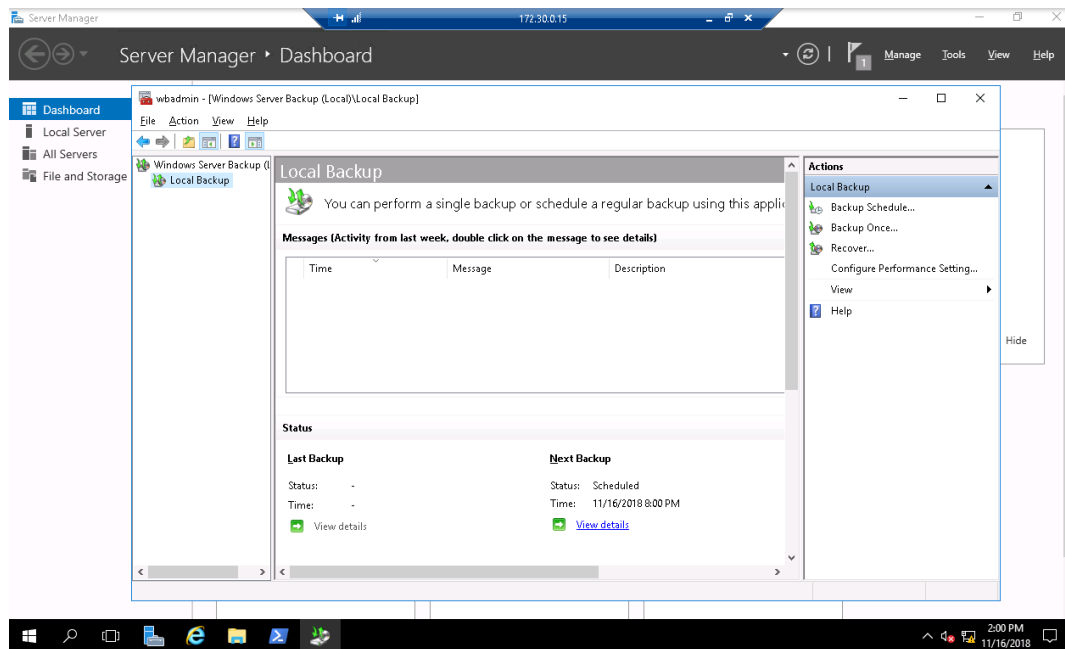 Server Manager
172.30.0.15
Server Manager • Dashboard
1
Manage
Tools
View
Help
Dashboard
Local Server
All Servers
File and Storage
wbadmin - [Windows Server Backup (Local)\Local Backup]
File Action View Help
Windows Server Backup (L
Local Backup
Local Backup
You can perform a single backup or schedule a regular backup using this applic
Messages (Activity from last week, double click on the message to see details)
Time Message Description
Status
Last Backup
Status: -
Time: -
View details
Next Backup
Status: Scheduled
Time: 11/16/2018 8:00 PM
View details
Actions
Local Backup
Backup Schedule...
Backup Once...
Recover...
Configure Performance Setting...
View
Help
Hide
2:00 PM
11/16/2018